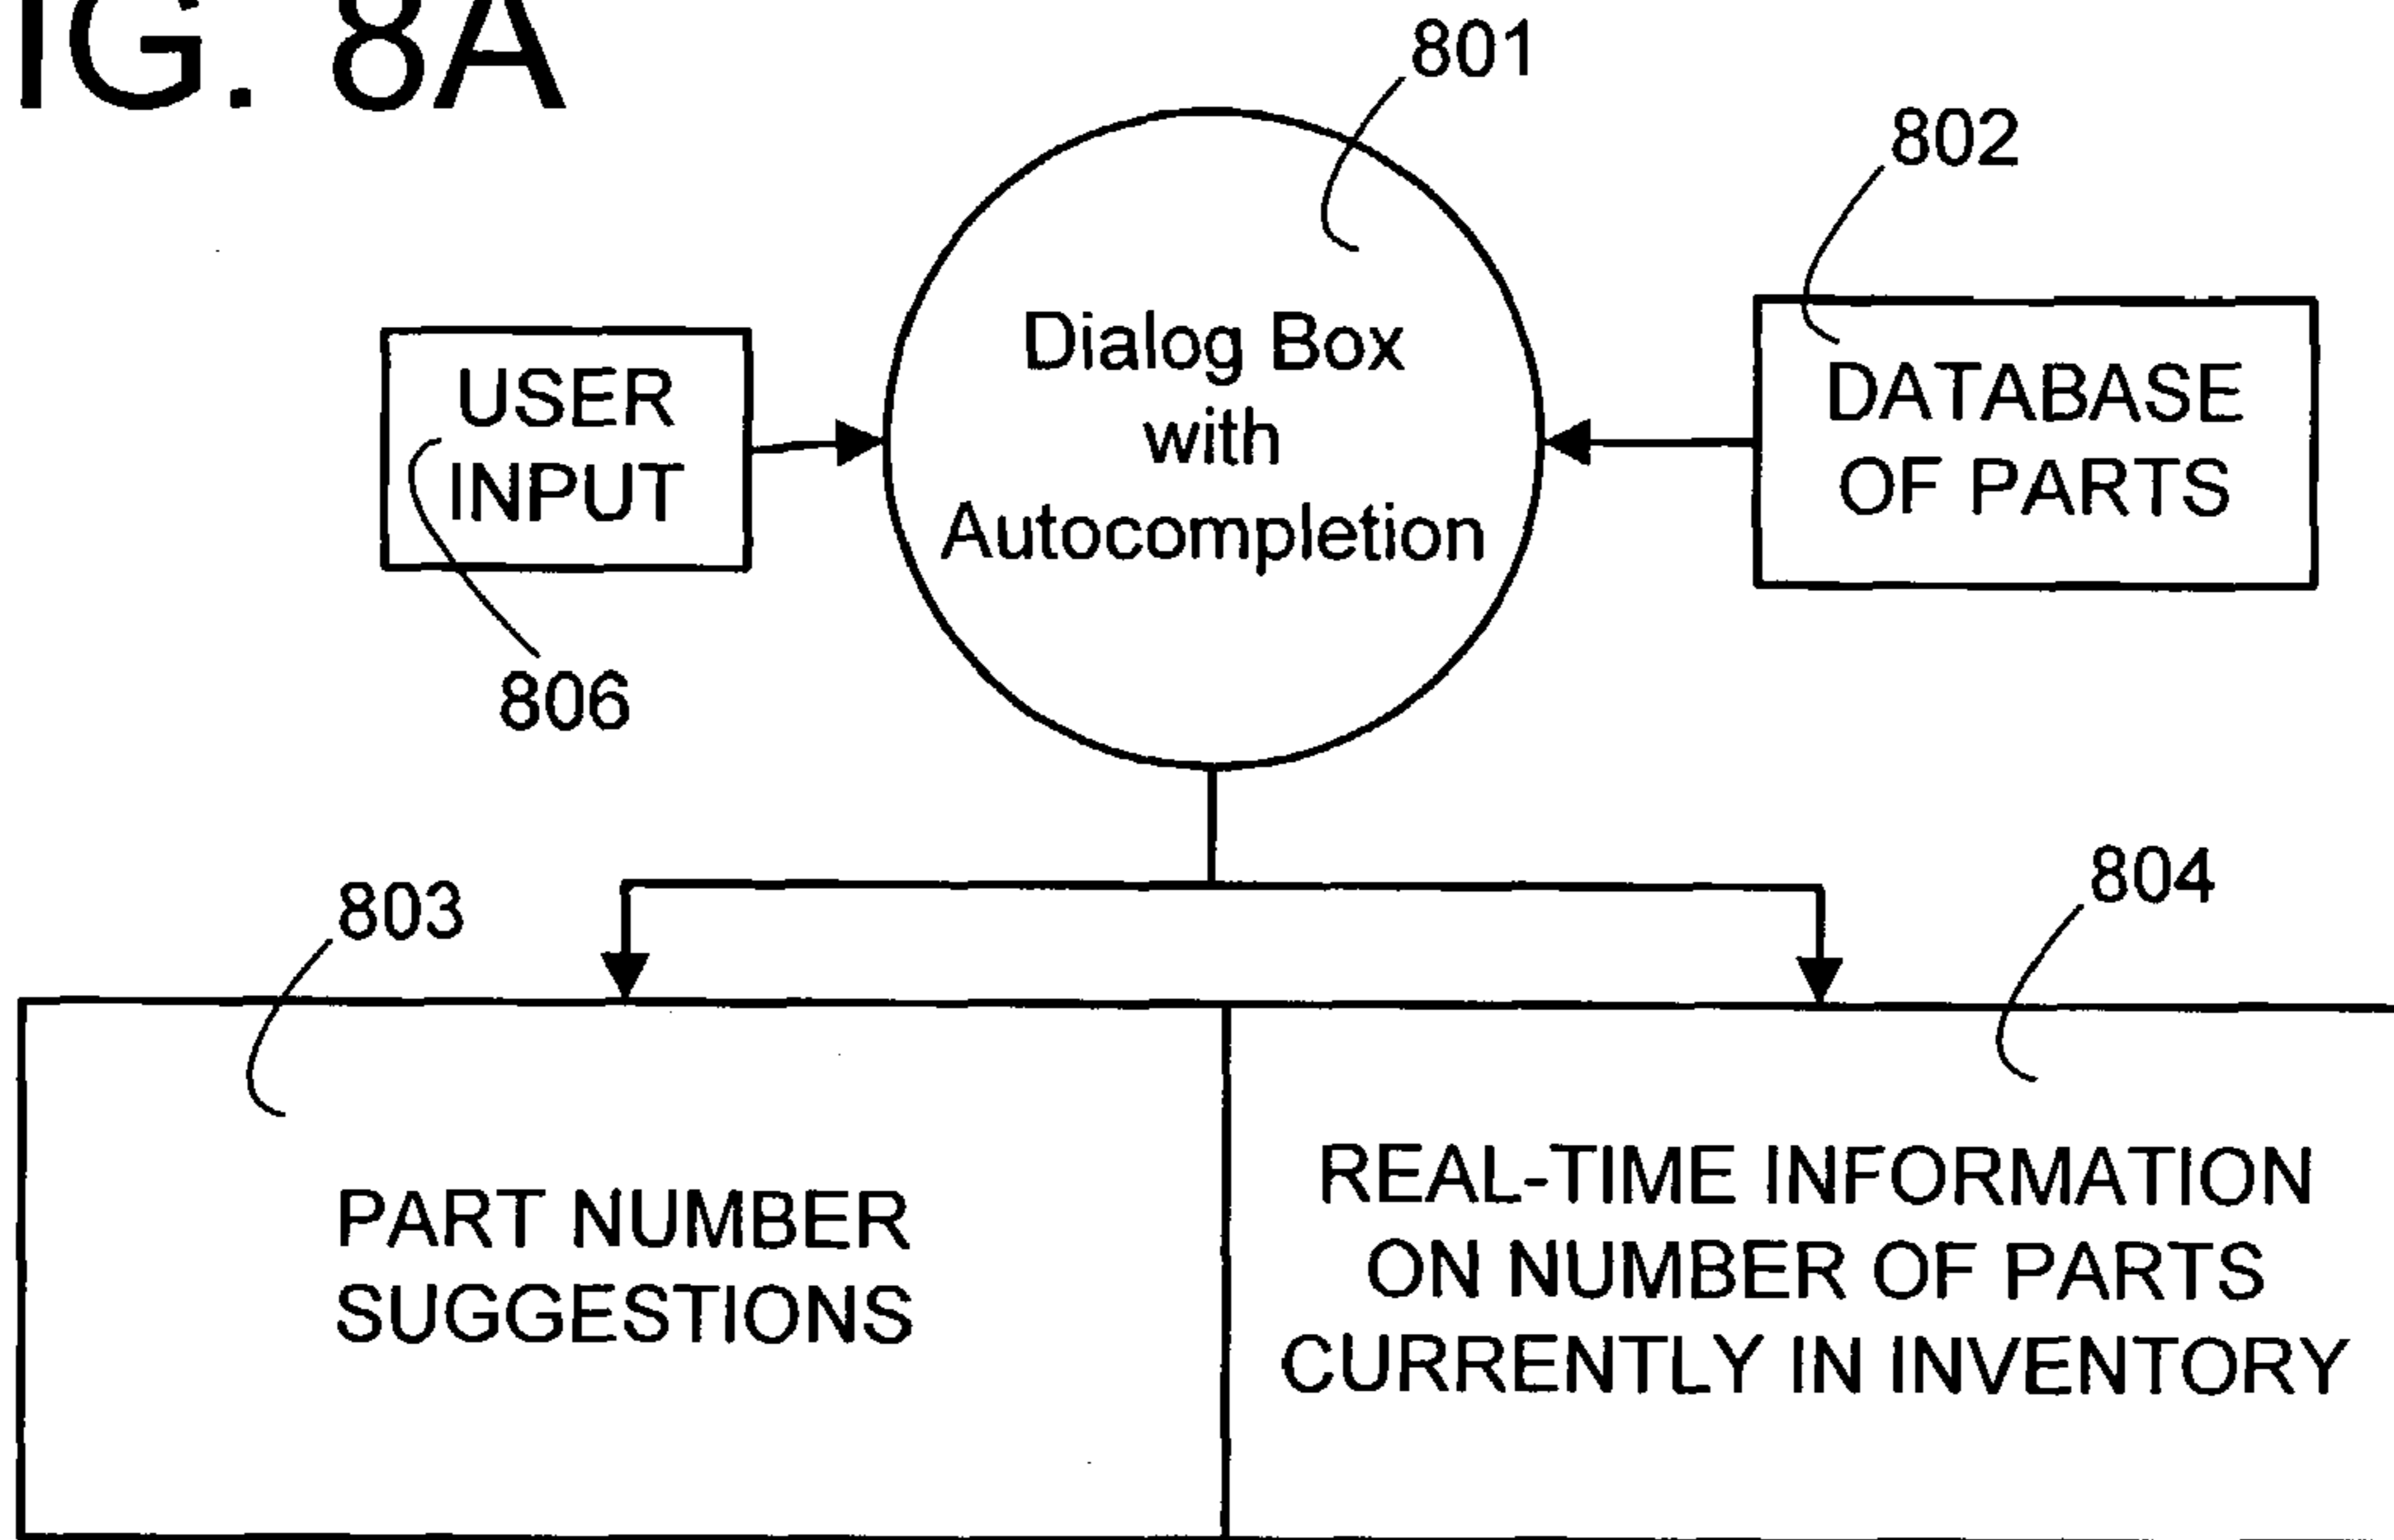 IG. 8A
801
802
Dialog Box
with
Autocompletion
USER
INPUT
DATABASE
OF PARTS
806
803
804
PART NUMBER
SUGGESTIONS
REAL-TIME INFORMATION
ON NUMBER OF PARTS
CURRENTLY IN INVENTORY